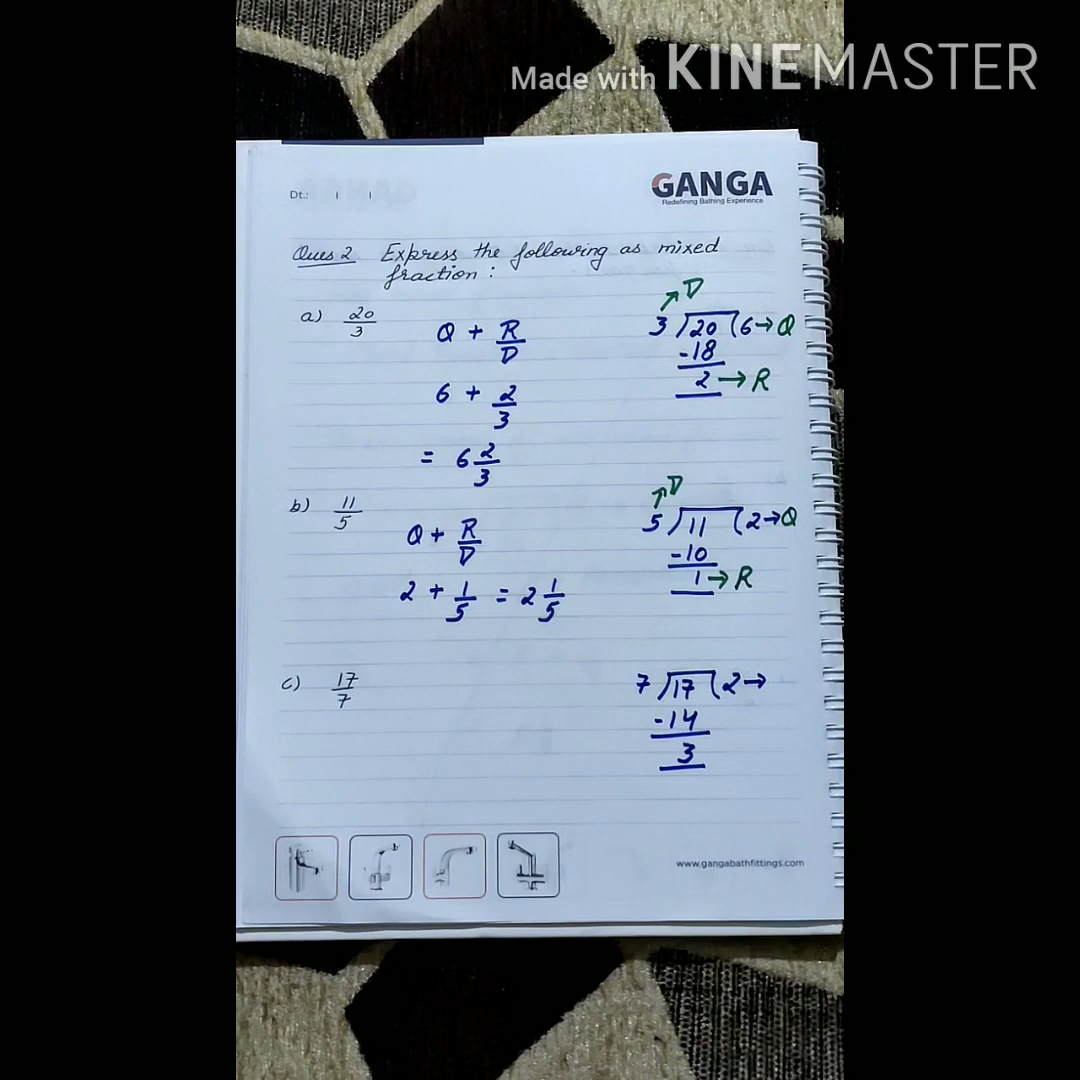 Made with KINEMASTER
Dt.: | |
GANGA
Redefining Bathing Experience
Ques 2 Express the following as mixed
fraction :
a) 20/3
Q + R/D
6 + 2/3
= 6 2/3
→ D
3 ) 20 ( 6 → Q
-18
2 → R
b) 11/5
Q + R/D
2 + 1/5 = 2 1/5
↑ D
5 ) 11 ( 2 → Q
-10
1 → R
c) 17/7
7 ) 17 ( 2 →
-14
3
www.gangabathfittings.com